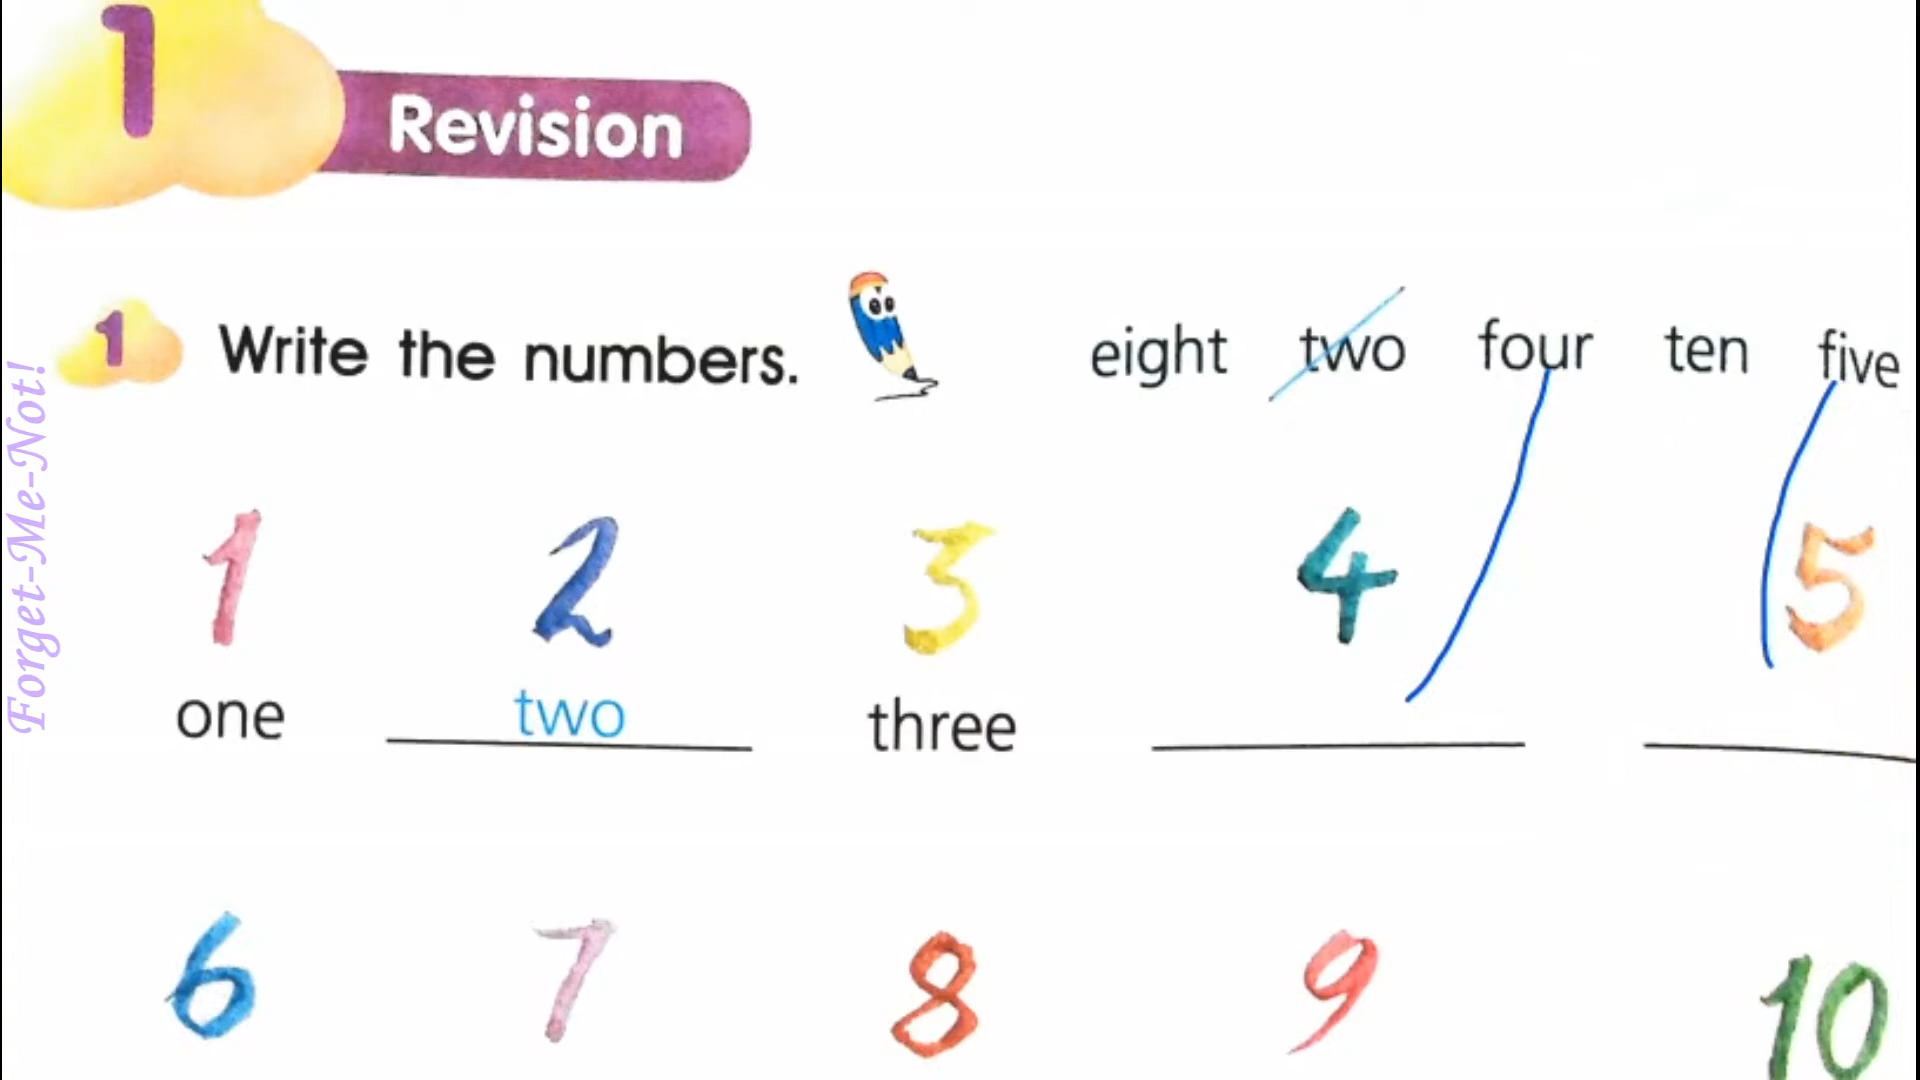 1
Revision
1 Write the numbers.
eight two four ten five
1 2 3 4 5
one two three
6 7 8 9 10
Forget-Me-Not!